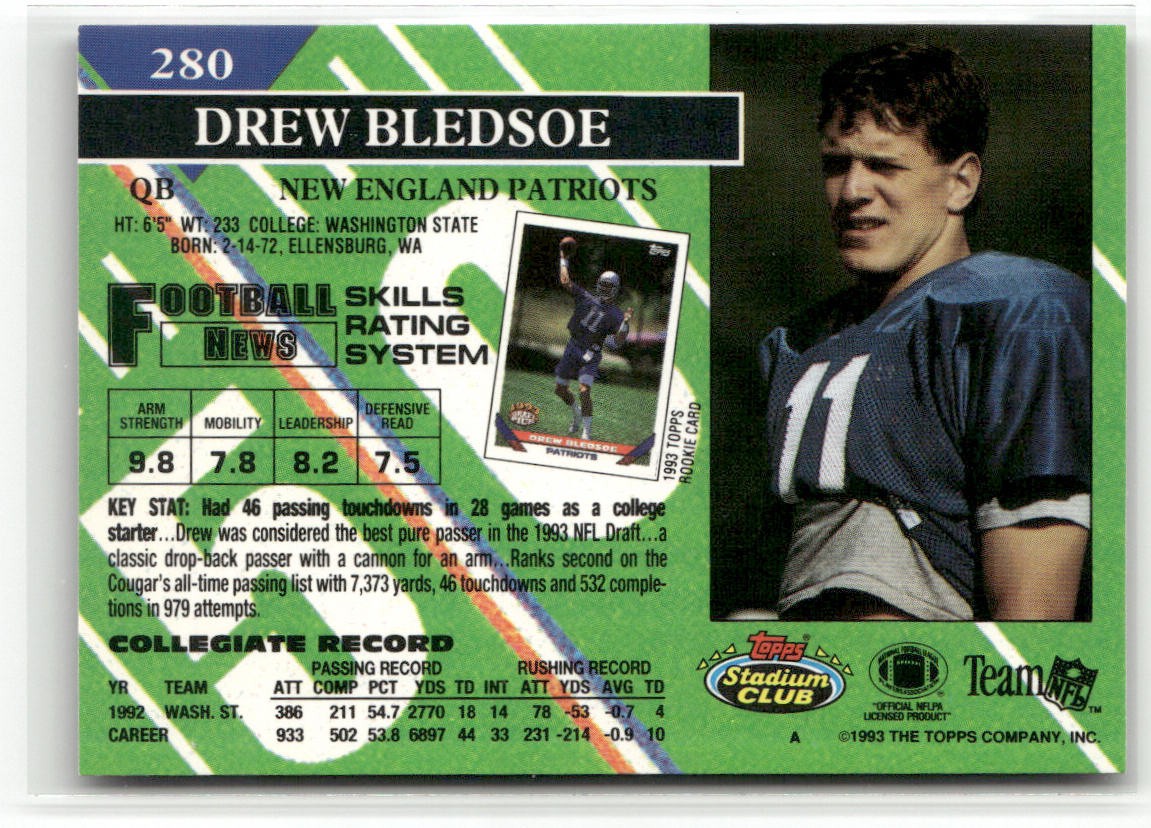 280
DREW BLEDSOE
QB NEW ENGLAND PATRIOTS
HT: 6'5" WT: 233 COLLEGE: WASHINGTON STATE
BORN: 2-14-72, ELLENSBURG, WA
FOOTBALL
NEWS
SKILLS
RATING
SYSTEM
ARM STRENGTH MOBILITY LEADERSHIP DEFENSIVE READ
9.8 7.8 8.2 7.5
TOPPS
11
1993
DRAFT
PICK
DREW BLEDSOE
PATRIOTS
1993 TOPPS
ROOKIE CARD
KEY STAT: Had 46 passing touchdowns in 28 games as a college
starter...Drew was considered the best pure passer in the 1993 NFL Draft...a
classic drop-back passer with a cannon for an arm...Ranks second on the
Cougar's all-time passing list with 7,373 yards, 46 touchdowns and 532 comple-
tions in 979 attempts.
COLLEGIATE RECORD
PASSING RECORD RUSHING RECORD
YR TEAM ATT COMP PCT YDS TD INT ATT YDS AVG TD
1992 WASH. ST. 386 211 54.7 2770 18 14 78 -53 -0.7 4
CAREER 933 502 53.8 6897 44 33 231 -214 -0.9 10
11
TOPPS®
Stadium
CLUB
"OFFICIAL NFLPA
LICENSED PRODUCT"
Team NFL™
A ©1993 THE TOPPS COMPANY, INC.